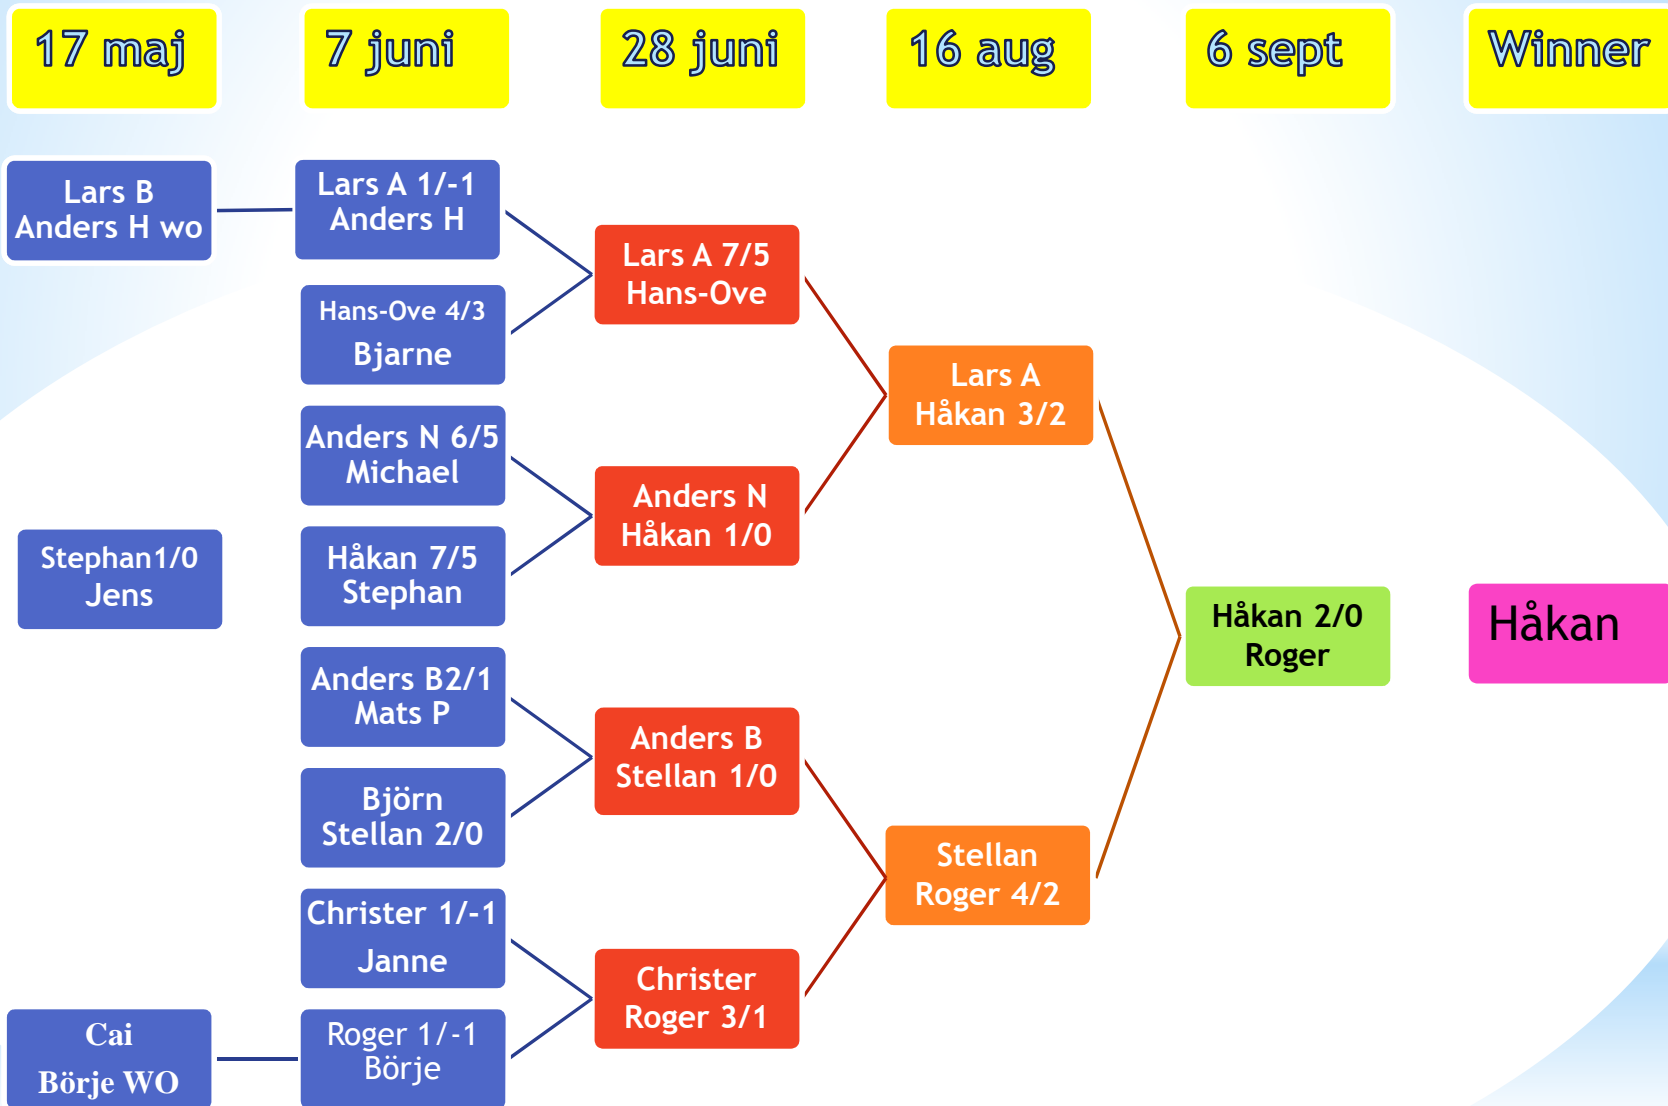 17 maj
7 juni
28 juni
16 aug
6 sept
Winner
Lars B
Anders H wo
Stephan1/0
Jens
Cai
Börje WO
Lars A 1/-1
Anders H
Hans-Ove 4/3
Bjarne
Anders N 6/5
Michael
Håkan 7/5
Stephan
Anders B2/1
Mats P
Björn
Stellan 2/0
Christer 1/-1
Janne
Roger 1/-1
Börje
Lars A 7/5
Hans-Ove
Anders N
Håkan 1/0
Anders B
Stellan 1/0
Christer
Roger 3/1
Lars A
Håkan 3/2
Stellan
Roger 4/2
Håkan 2/0
Roger
Håkan